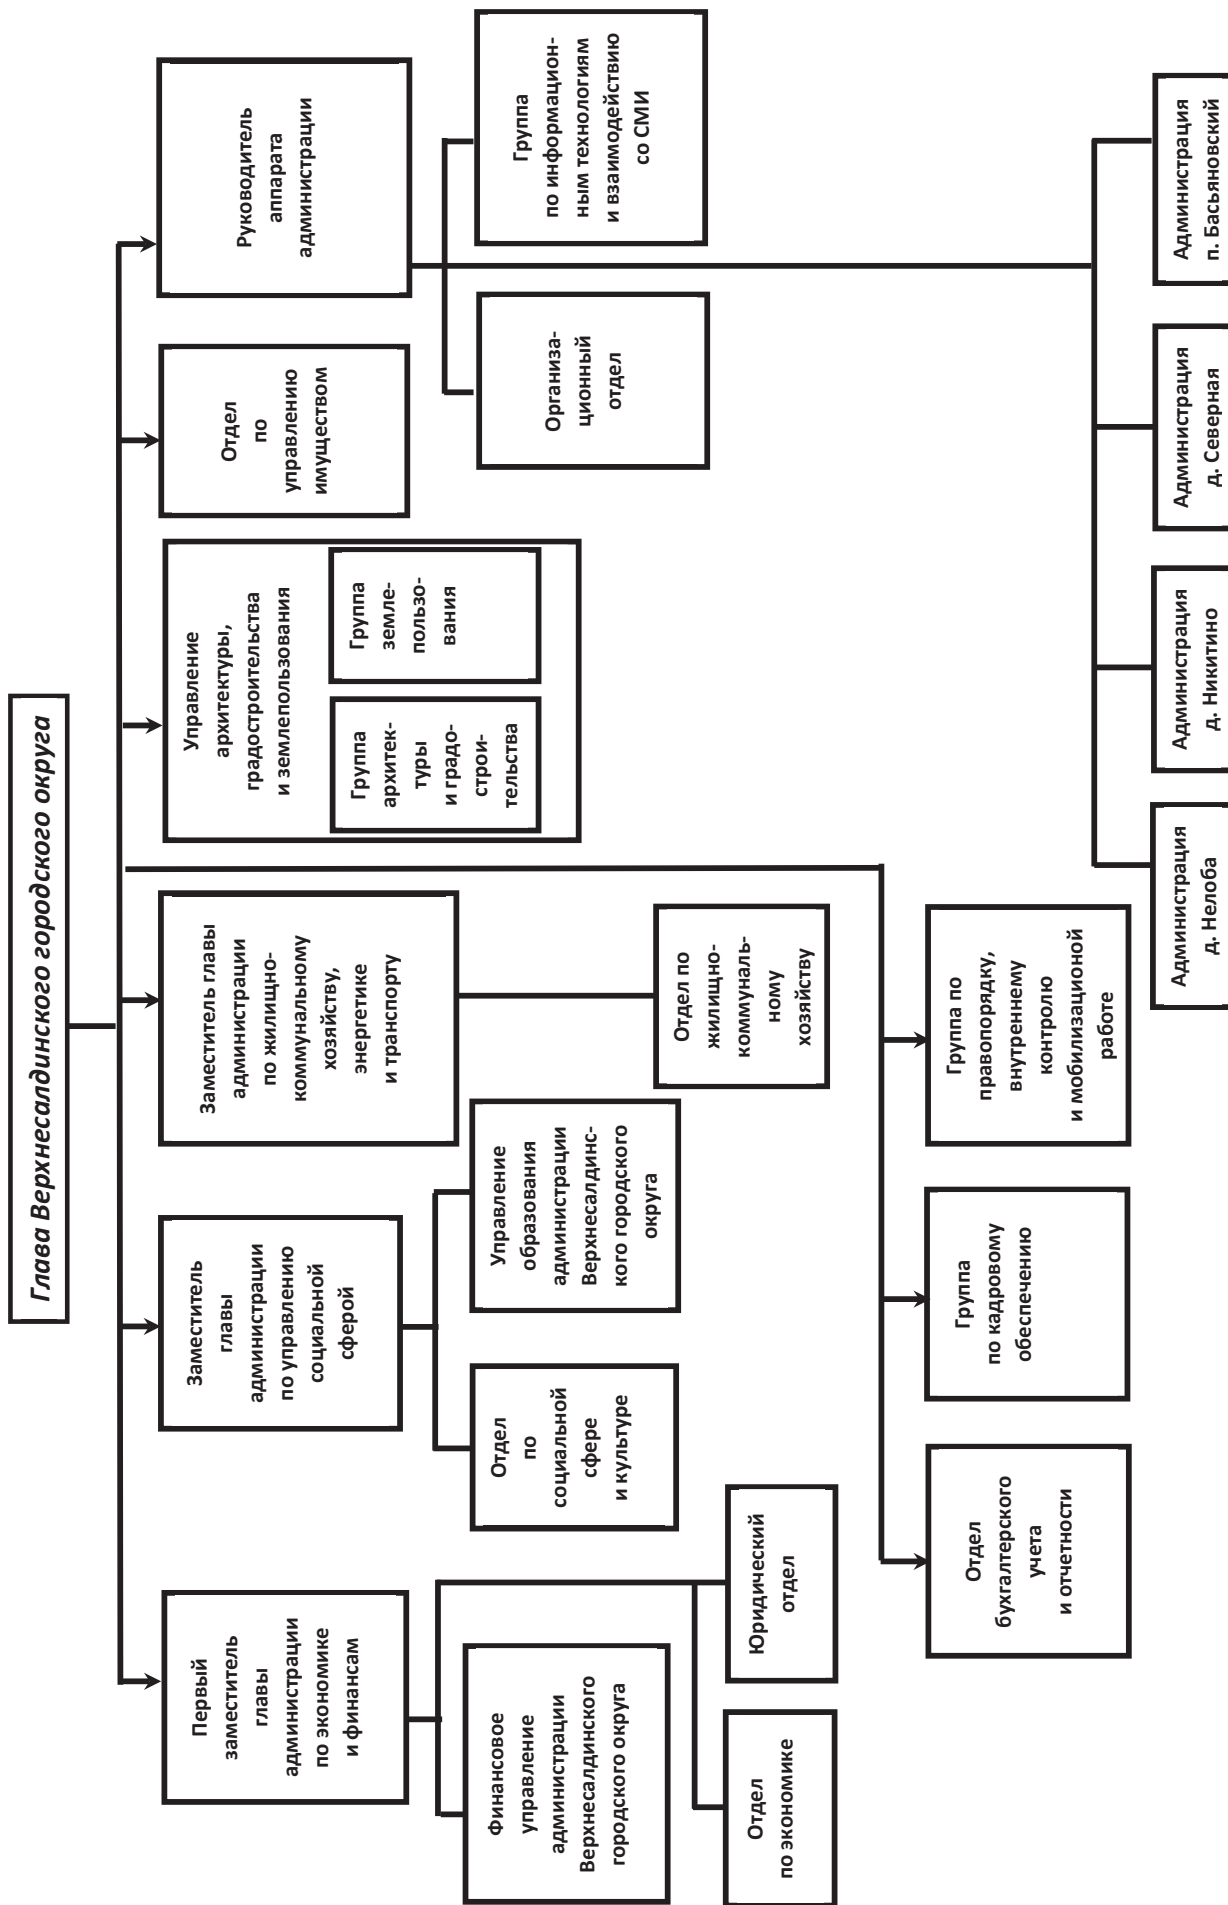 Глава Верхнесалдинского городского округа
Первый
заместитель
главы
администрации
по экономике
и финансам
Заместитель
главы
администрации
по управлению
социальной
сферой
Заместитель главы
администрации
по жилищно-
коммунальному
хозяйству,
энергетике
и транспорту
Управление
архитектуры,
градостроительства
и землепользования
Группа
архитек-
туры
и градо-
строи-
тельства
Группа
земле-
пользо-
вания
Отдел
по
управлению
имуществом
Руководитель
аппарата
администрации
Финансовое
управление
администрации
Верхнесалдинского
городского округа
Отдел
по
социальной
сфере
и культуре
Управление
образования
администрации
Верхнесалдинс-
кого городского
округа
Отдел по
жилищно-
коммуналь-
ному
хозяйству
Организа-
ционный
отдел
Группа
по информацион-
ным технологиям
и взаимодействию
со СМИ
Отдел
по экономике
Юридический
отдел
Отдел
бухгалтерского
учета
и отчетности
Группа
по кадровому
обеспечению
Группа по
правопорядку,
внутреннему
контролю
и мобилизационой
работе
Администрация
д. Нелоба
Администрация
д. Никитино
Администрация
д. Северная
Администрация
п. Басьяновский